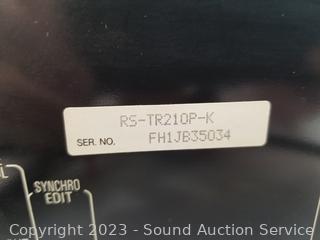 RS-TR210P-K
SER. NO. FH1JB35034
SYNCHRO
EDIT
Copyright 2023 - Sound Auction Service